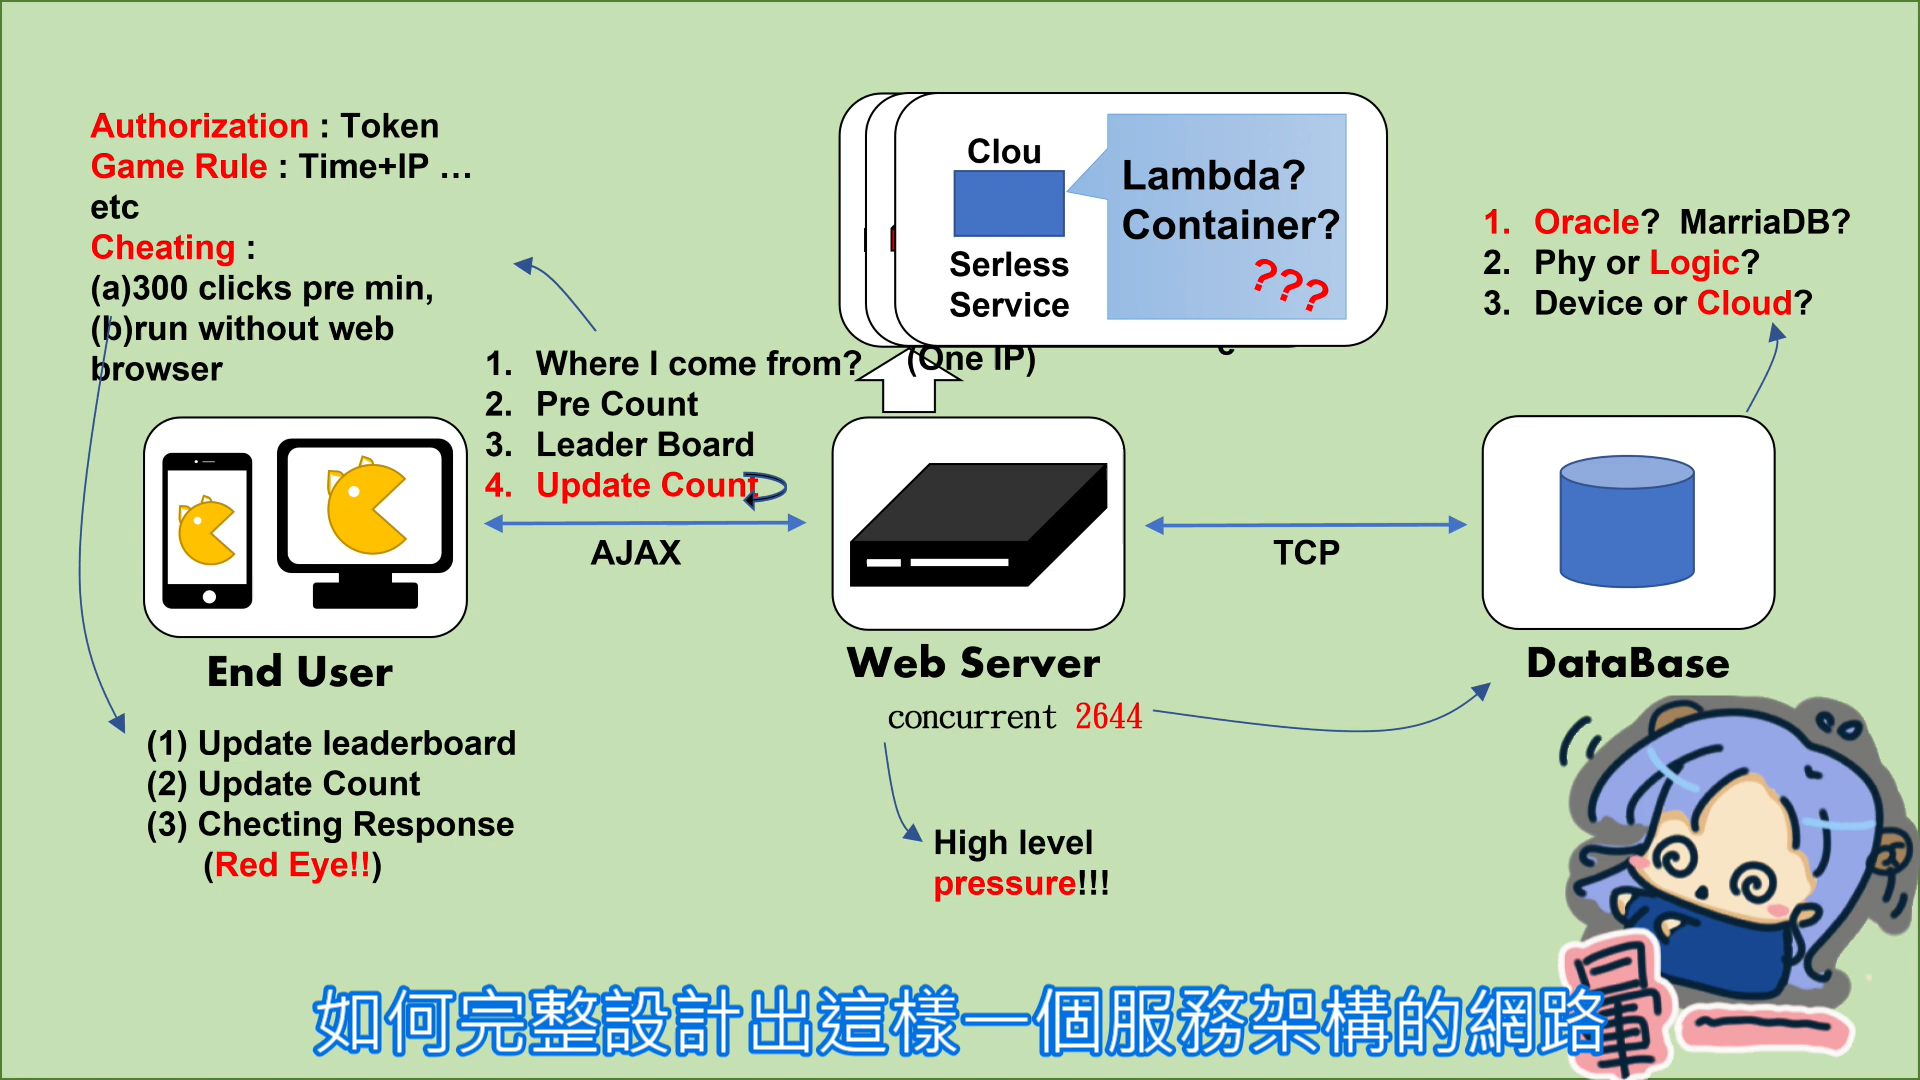 Authorization : Token
Game Rule : Time+IP …
etc
Cheating :
(a)300 clicks pre min,
(b)run without web
browser
Clou
Serless
Service
Lambda?
Container?
???
(One IP)
1. Oracle? MarriaDB?
2. Phy or Logic?
3. Device or Cloud?
1. Where I come from?
2. Pre Count
3. Leader Board
4. Update Count
AJAX
TCP
End User
Web Server
DataBase
concurrent 2644
(1) Update leaderboard
(2) Update Count
(3) Checting Response
(Red Eye!!)
High level
pressure!!!
如何完整設計出這樣一個服務架構的網路
暈